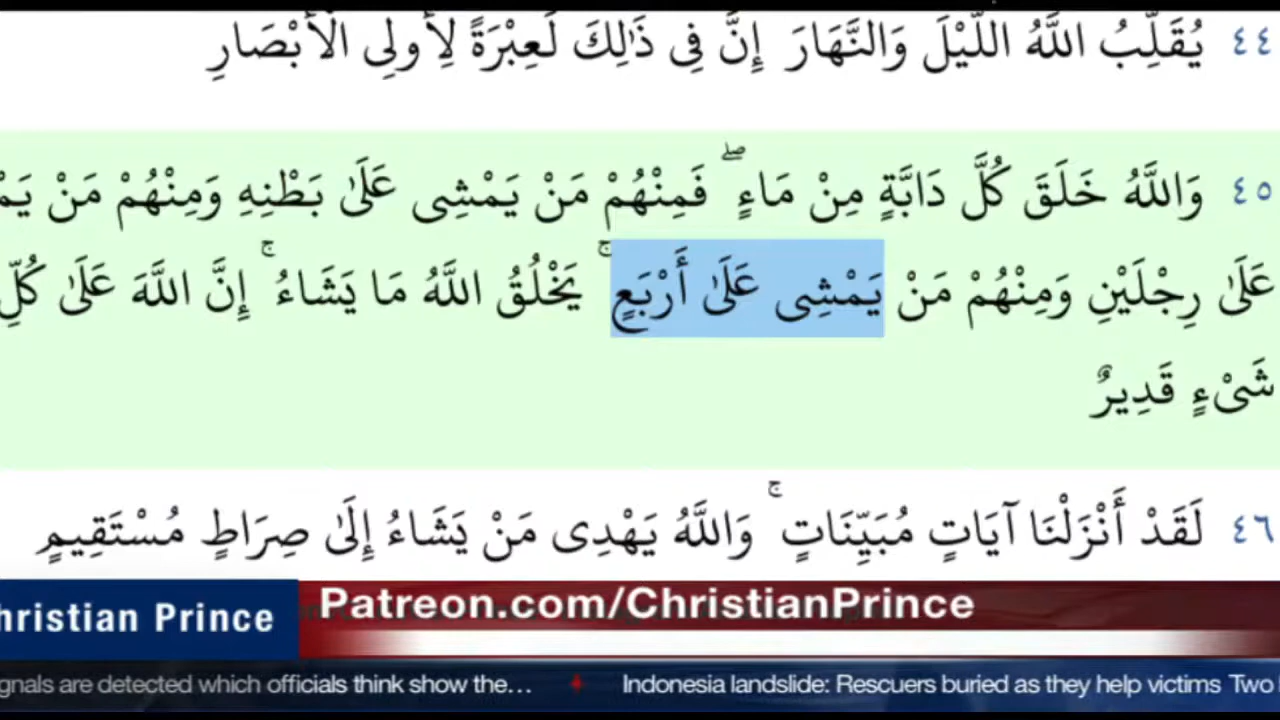 ٤٤ يُقَلِّبُ اللَّهُ اللَّيْلَ وَالنَّهَارَ إِنَّ فِى ذَٰلِكَ لَعِبْرَةً لِأُولِى الْأَبْصَارِ
٤٥ وَاللَّهُ خَلَقَ كُلَّ دَابَّةٍ مِنْ مَاءٍ ۖ فَمِنْهُمْ مَنْ يَمْشِى عَلَىٰ بَطْنِهِ وَمِنْهُمْ مَنْ يَمْ
عَلَىٰ رِجْلَيْنِ وَمِنْهُمْ مَنْ يَمْشِى عَلَىٰ أَرْبَعٍ ۚ يَخْلُقُ اللَّهُ مَا يَشَاءُ ۚ إِنَّ اللَّهَ عَلَىٰ كُلِّ
شَىْءٍ قَدِيرٌ
٤٦ لَقَدْ أَنْزَلْنَا آيَاتٍ مُبَيِّنَاتٍ ۚ وَاللَّهُ يَهْدِى مَنْ يَشَاءُ إِلَىٰ صِرَاطٍ مُسْتَقِيمٍ
hristian Prince
Patreon.com/ChristianPrince
gnals are detected which officials think show the... Indonesia landslide: Rescuers buried as they help victims Two